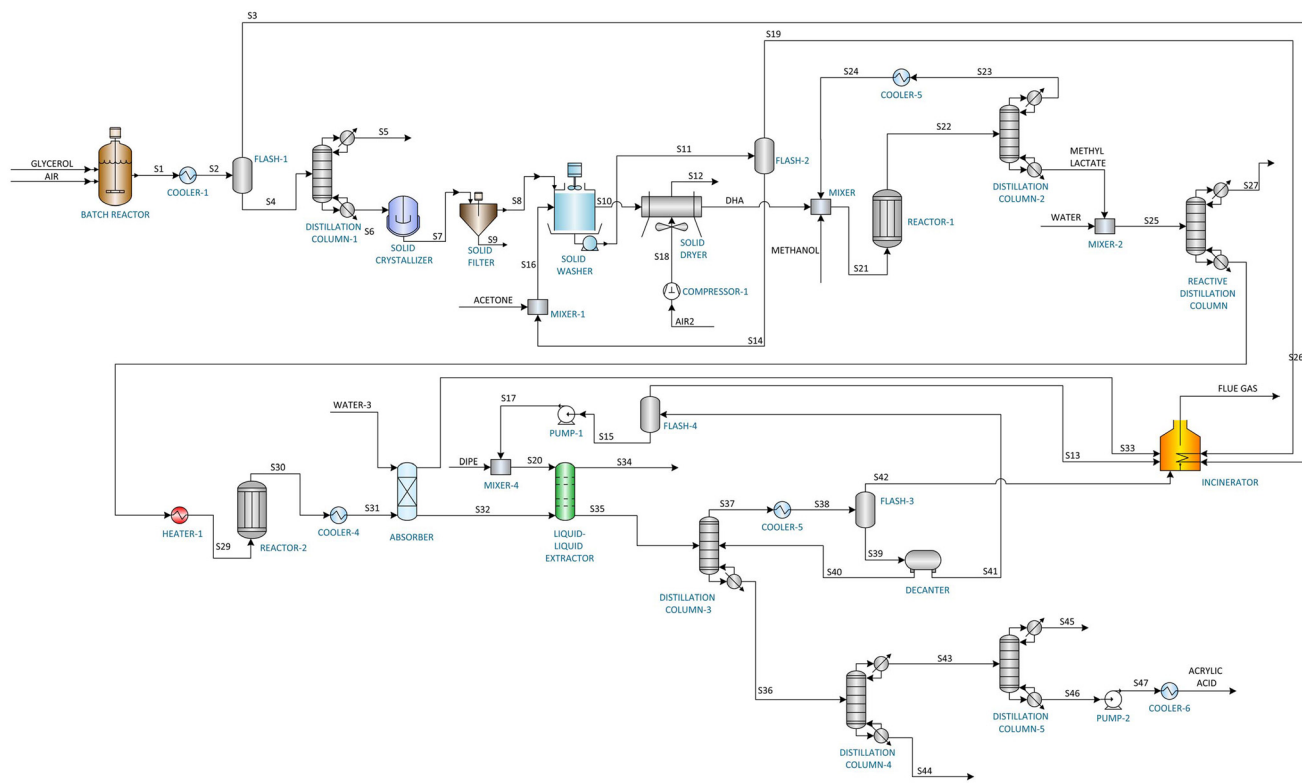 S3
S19
S24
S23
COOLER-5
S22
S5
GLYCEROL
AIR
S1
S2
COOLER-1
FLASH-1
S4
BATCH REACTOR
DISTILLATION
COLUMN-1
S6
SOLID
CRYSTALLIZER
S7
SOLID
FILTER
S8
S9
S10
S11
S12
SOLID
WASHER
S16
DHA
SOLID
DRYER
S18
COMPRESSOR-1
AIR2
ACETONE
MIXER-1
S14
FLASH-2
MIXER
METHANOL
S21
REACTOR-1
DISTILLATION
COLUMN-2
METHYL
LACTATE
WATER
MIXER-2
S25
S27
REACTIVE
DISTILLATION
COLUMN
S26
FLUE GAS
WATER-3
S17
PUMP-1
S15
FLASH-4
S13
S33
INCINERATOR
HEATER-1
S29
S30
REACTOR-2
COOLER-4
S31
ABSORBER
S32
DIPE
MIXER-4
S20
S34
S35
LIQUID-
LIQUID
EXTRACTOR
S37
COOLER-5
S38
S42
FLASH-3
S39
S40
S41
DECANTER
DISTILLATION
COLUMN-3
S36
S43
S45
DISTILLATION
COLUMN-4
S44
DISTILLATION
COLUMN-5
S46
PUMP-2
S47
COOLER-6
ACRYLIC
ACID